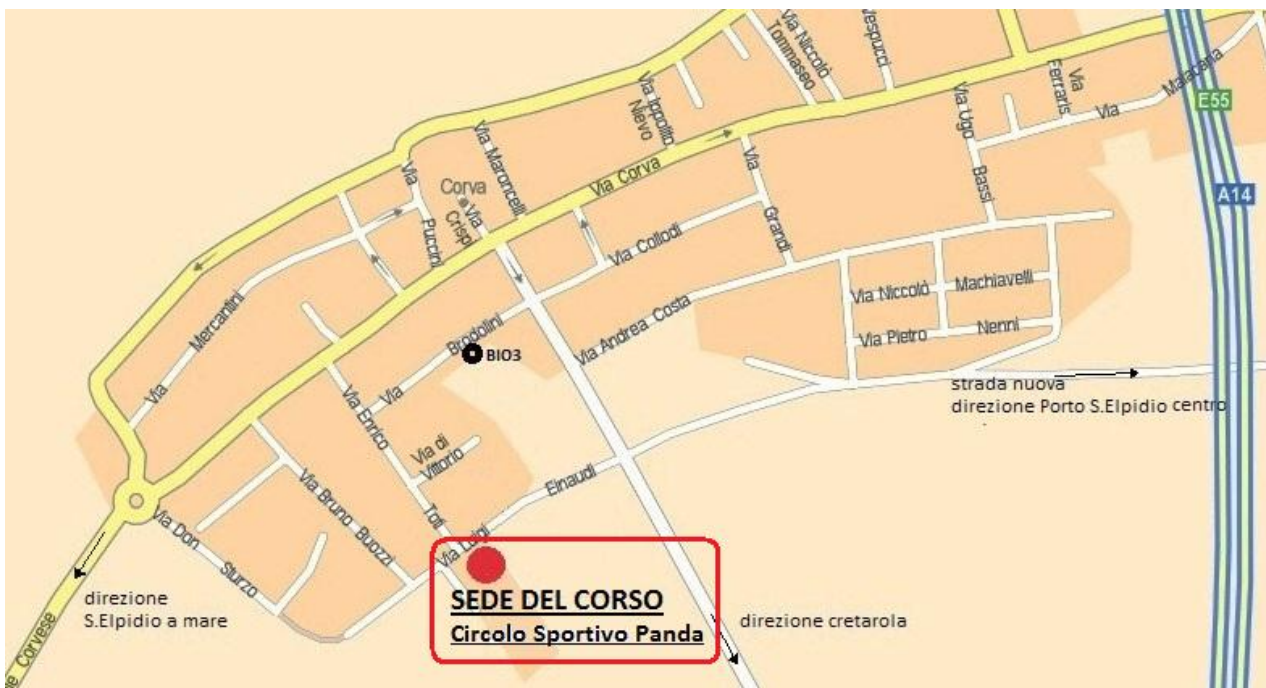 Via Niccolò
Tommaseo
Vespucci
Via
Ferraris
Via Malacana
E55
Via Ippolito
Nievo
Via Ugo
Bassi
Via Maroncelli
Via Corva
A14
Via
Puccini
Corva
Via
Crispi
Via
Grandi
Via Collodi
Via Mercantini
Via Niccolò Machiavelli
Via Andrea Costa
Via Pietro Nenni
Via Brodolini
BIO3
strada nuova
direzione Porto S.Elpidio centro
Via Enrico Toti
Via di
Vittorio
Via Bruno Buozzi
Via Luigi Einaudi
Via Don Sturzo
SEDE DEL CORSO
Circolo Sportivo Panda
direzione
S.Elpidio a mare
direzione cretarola
Corvese